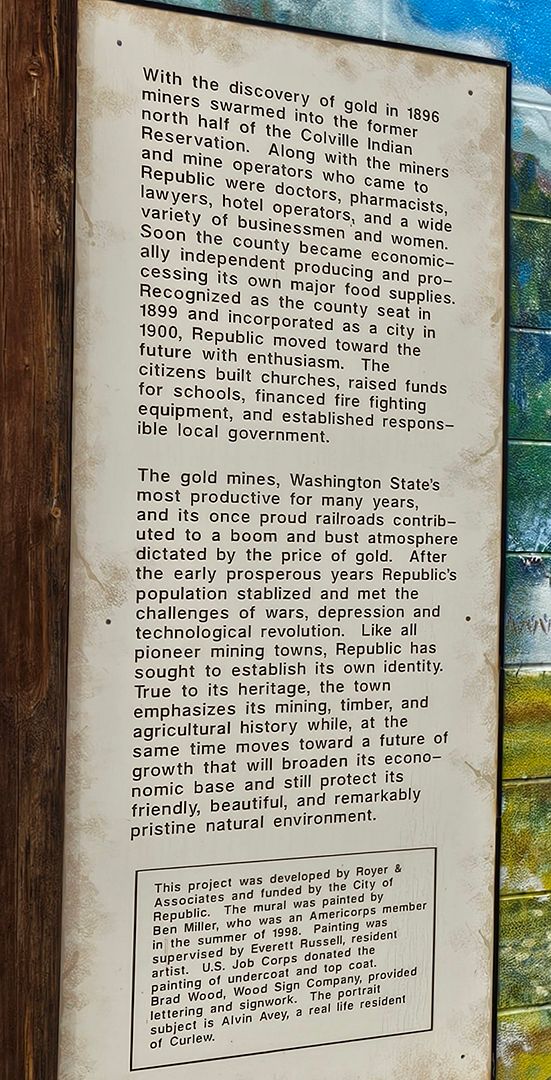 With the discovery of gold in 1896
miners swarmed into the former
north half of the Colville Indian
Reservation. Along with the miners
and mine operators who came to
Republic were doctors, pharmacists,
lawyers, hotel operators, and a wide
variety of businessmen and women.
Soon the county became economic-
ally independent producing and pro-
cessing its own major food supplies.
Recognized as the county seat in
1899 and incorporated as a city in
1900, Republic moved toward the
future with enthusiasm. The
citizens built churches, raised funds
for schools, financed fire fighting
equipment, and established respons-
ible local government.
The gold mines, Washington State's
most productive for many years,
and its once proud railroads contrib-
uted to a boom and bust atmosphere
dictated by the price of gold. After
the early prosperous years Republic's
population stablized and met the
challenges of wars, depression and
technological revolution. Like all
pioneer mining towns, Republic has
sought to establish its own identity.
True to its heritage, the town
emphasizes its mining, timber, and
agricultural history while, at the
same time moves toward a future of
growth that will broaden its econo-
nomic base and still protect its
friendly, beautiful, and remarkably
pristine natural environment.
This project was developed by Royer &
Associates and funded by the City of
Republic. The mural was painted by
Ben Miller, who was an Americorps member
in the summer of 1998. Painting was
supervised by Everett Russell, resident
artist. U.S. Job Corps donated the
painting of undercoat and top coat.
Brad Wood, Wood Sign Company, provided
lettering and signwork. The portrait
subject is Alvin Avey, a real life resident
of Curlew.